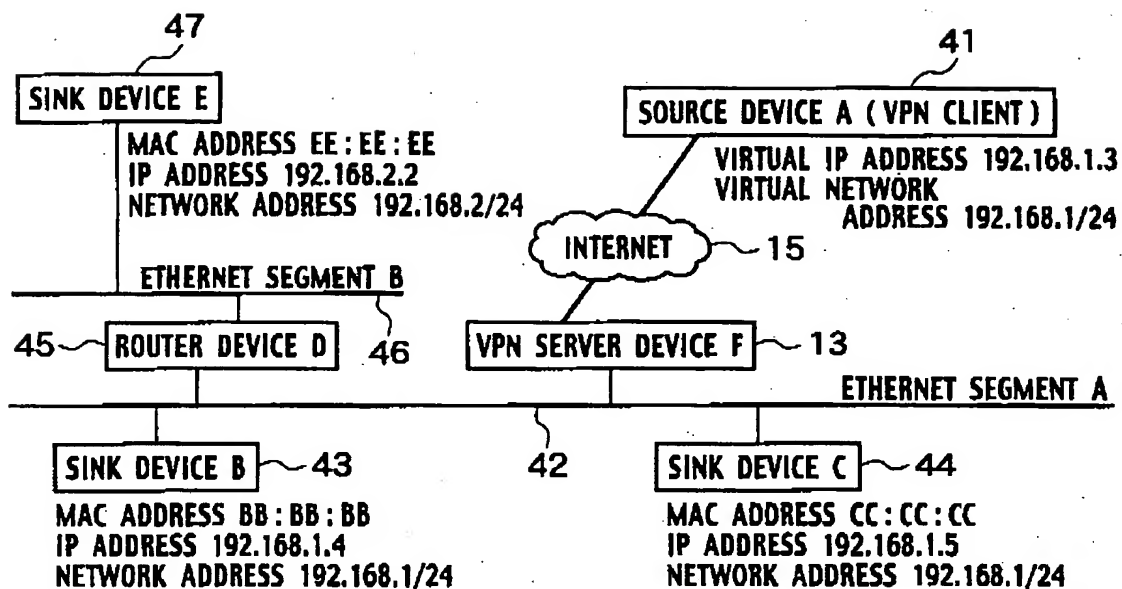 47
SINK DEVICE E
MAC ADDRESS EE:EE:EE
IP ADDRESS 192.168.2.2
NETWORK ADDRESS 192.168.2/24
41
SOURCE DEVICE A (VPN CLIENT)
VIRTUAL IP ADDRESS 192.168.1.3
VIRTUAL NETWORK
ADDRESS 192.168.1/24
INTERNET
15
ETHERNET SEGMENT B
46
45
ROUTER DEVICE D
VPN SERVER DEVICE F
13
ETHERNET SEGMENT A
42
SINK DEVICE B
43
MAC ADDRESS BB:BB:BB
IP ADDRESS 192.168.1.4
NETWORK ADDRESS 192.168.1/24
SINK DEVICE C
44
MAC ADDRESS CC:CC:CC
IP ADDRESS 192.168.1.5
NETWORK ADDRESS 192.168.1/24